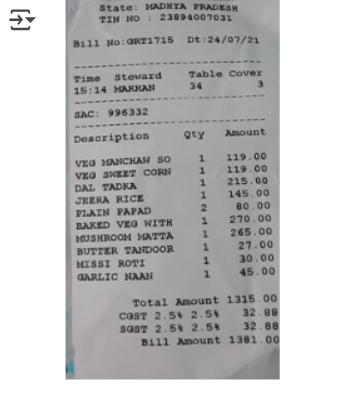 State: MADHYA PRADESH
TIN NO : 23894007031
Bill No:GRT1715 Dt:24/07/21
Time Steward Table Cover
15:14 MAKHAN 34 3
SAC: 996332
Description Qty Amount
VEG MANCHAW SO 1 119.00
VEG SWEET CORN 1 119.00
DAL TADKA 1 215.00
JEERA RICE 1 145.00
PLAIN PAPAD 2 80.00
BAKED VEG WITH 1 270.00
MUSHROOM MATTA 1 265.00
BUTTER TANDOOR 1 27.00
MISSI ROTI 1 30.00
GARLIC NAAN 1 45.00
Total Amount 1315.00
CGST 2.5% 2.5% 32.88
SGST 2.5% 2.5% 32.88
Bill Amount 1381.00